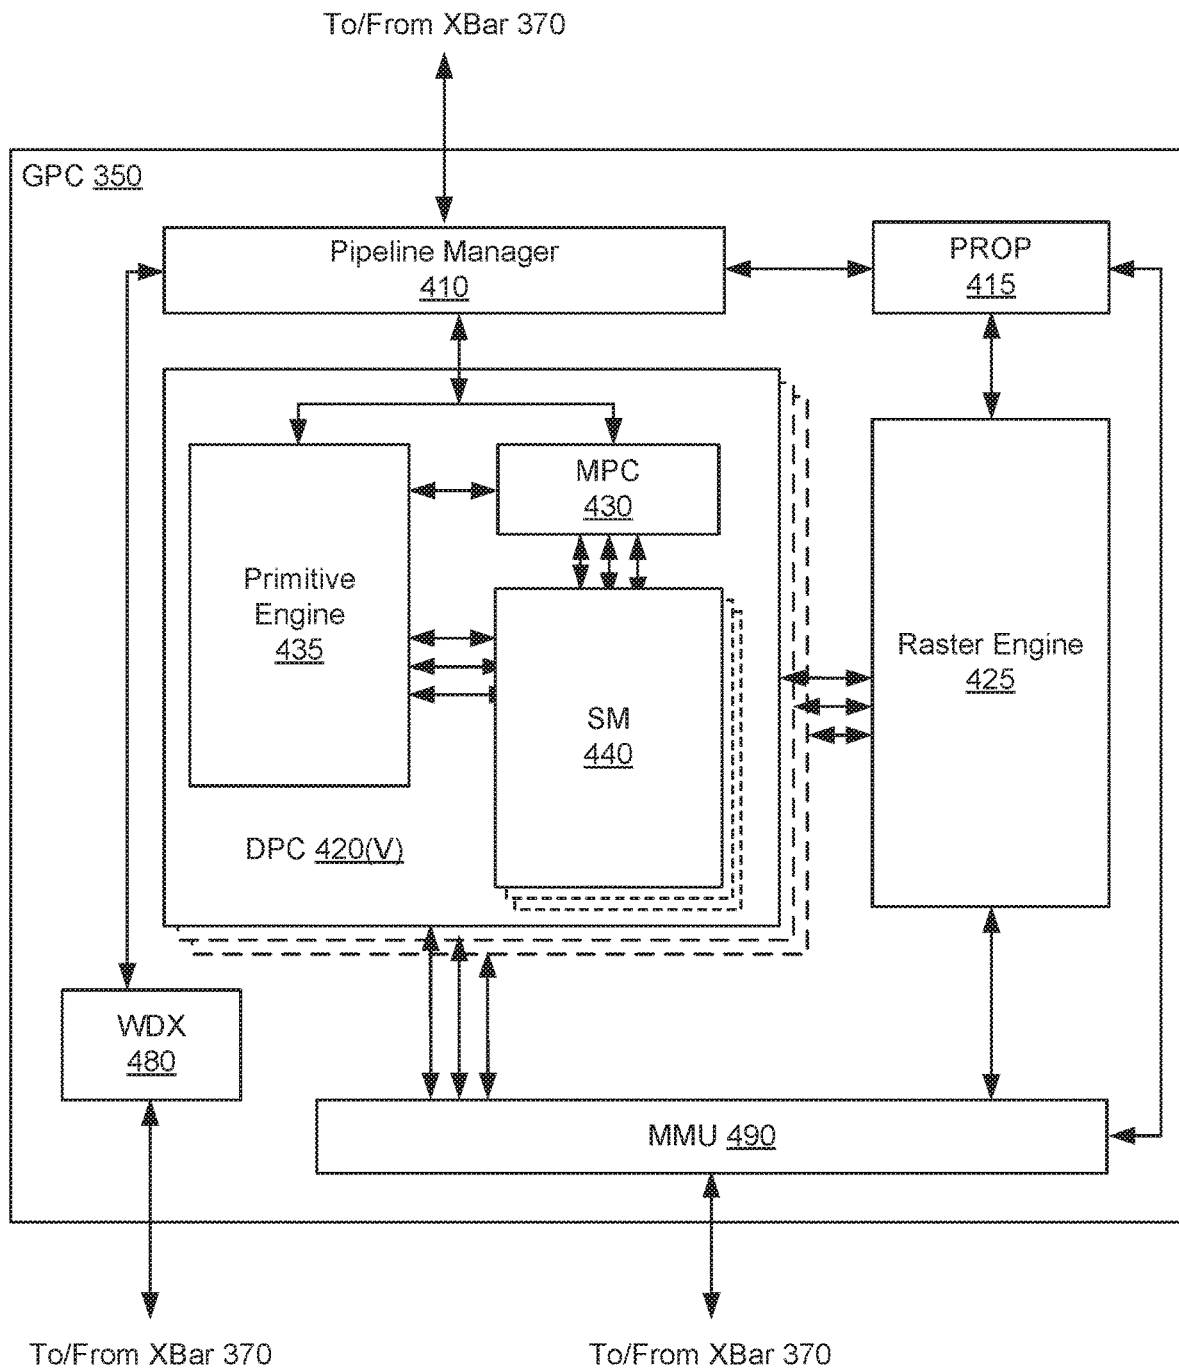 To/From XBar 370
GPC 350
Pipeline Manager
410
PROP
415
MPC
430
Primitive
Engine
435
Raster Engine
425
SM
440
DPC 420(V)
WDX
480
MMU 490
To/From XBar 370
To/From XBar 370